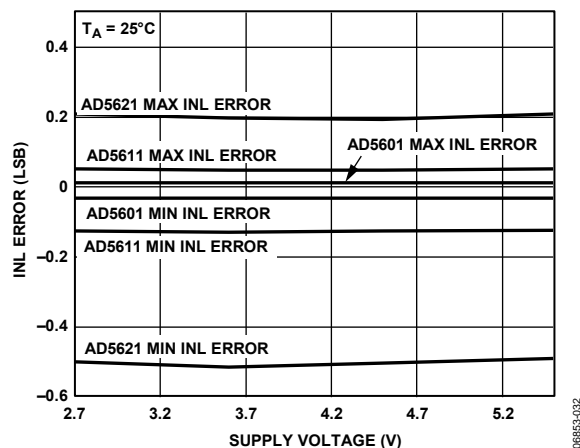 T_A = 25°C
0.4
AD5621 MAX INL ERROR
0.2
AD5601 MAX INL ERROR
AD5611 MAX INL ERROR
0
AD5601 MIN INL ERROR
AD5611 MIN INL ERROR
–0.2
–0.4
AD5621 MIN INL ERROR
–0.6
INL ERROR (LSB)
2.7 3.2 3.7 4.2 4.7 5.2
SUPPLY VOLTAGE (V)
06853-032